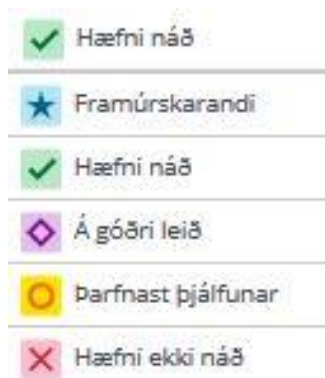 Hæfni náð
Framúrskarandi
Hæfni náð
Á góðri leið
Þarfnast þjálfunar
Hæfni ekki náð